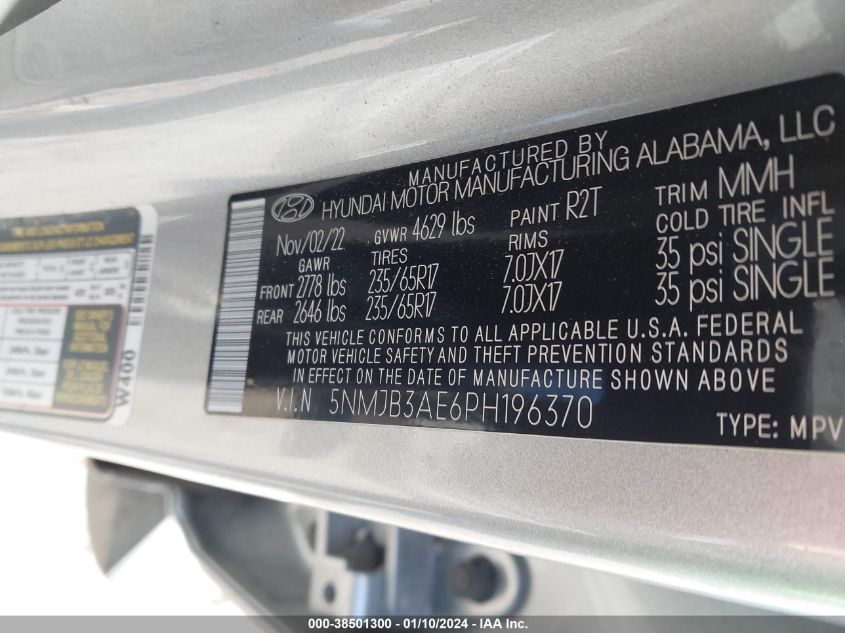 MANUFACTURED BY
HYUNDAI MOTOR MANUFACTURING ALABAMA, LLC
Nov/02/22 GVWR 4629 lbs PAINT R2T TRIM MMH
GAWR TIRES RIMS COLD TIRE INFL
FRONT 2778 lbs 235/65R17 7.0JX17 35 psi SINGLE
REAR 2646 lbs 235/65R17 7.0JX17 35 psi SINGLE
THIS VEHICLE CONFORMS TO ALL APPLICABLE U.S.A. FEDERAL
MOTOR VEHICLE SAFETY AND THEFT PREVENTION STANDARDS
IN EFFECT ON THE DATE OF MANUFACTURE SHOWN ABOVE
V.I.N 5NMJB3AE6PH196370
TYPE: MPV
W400
000-38501300 - 01/10/2024 - IAA Inc.